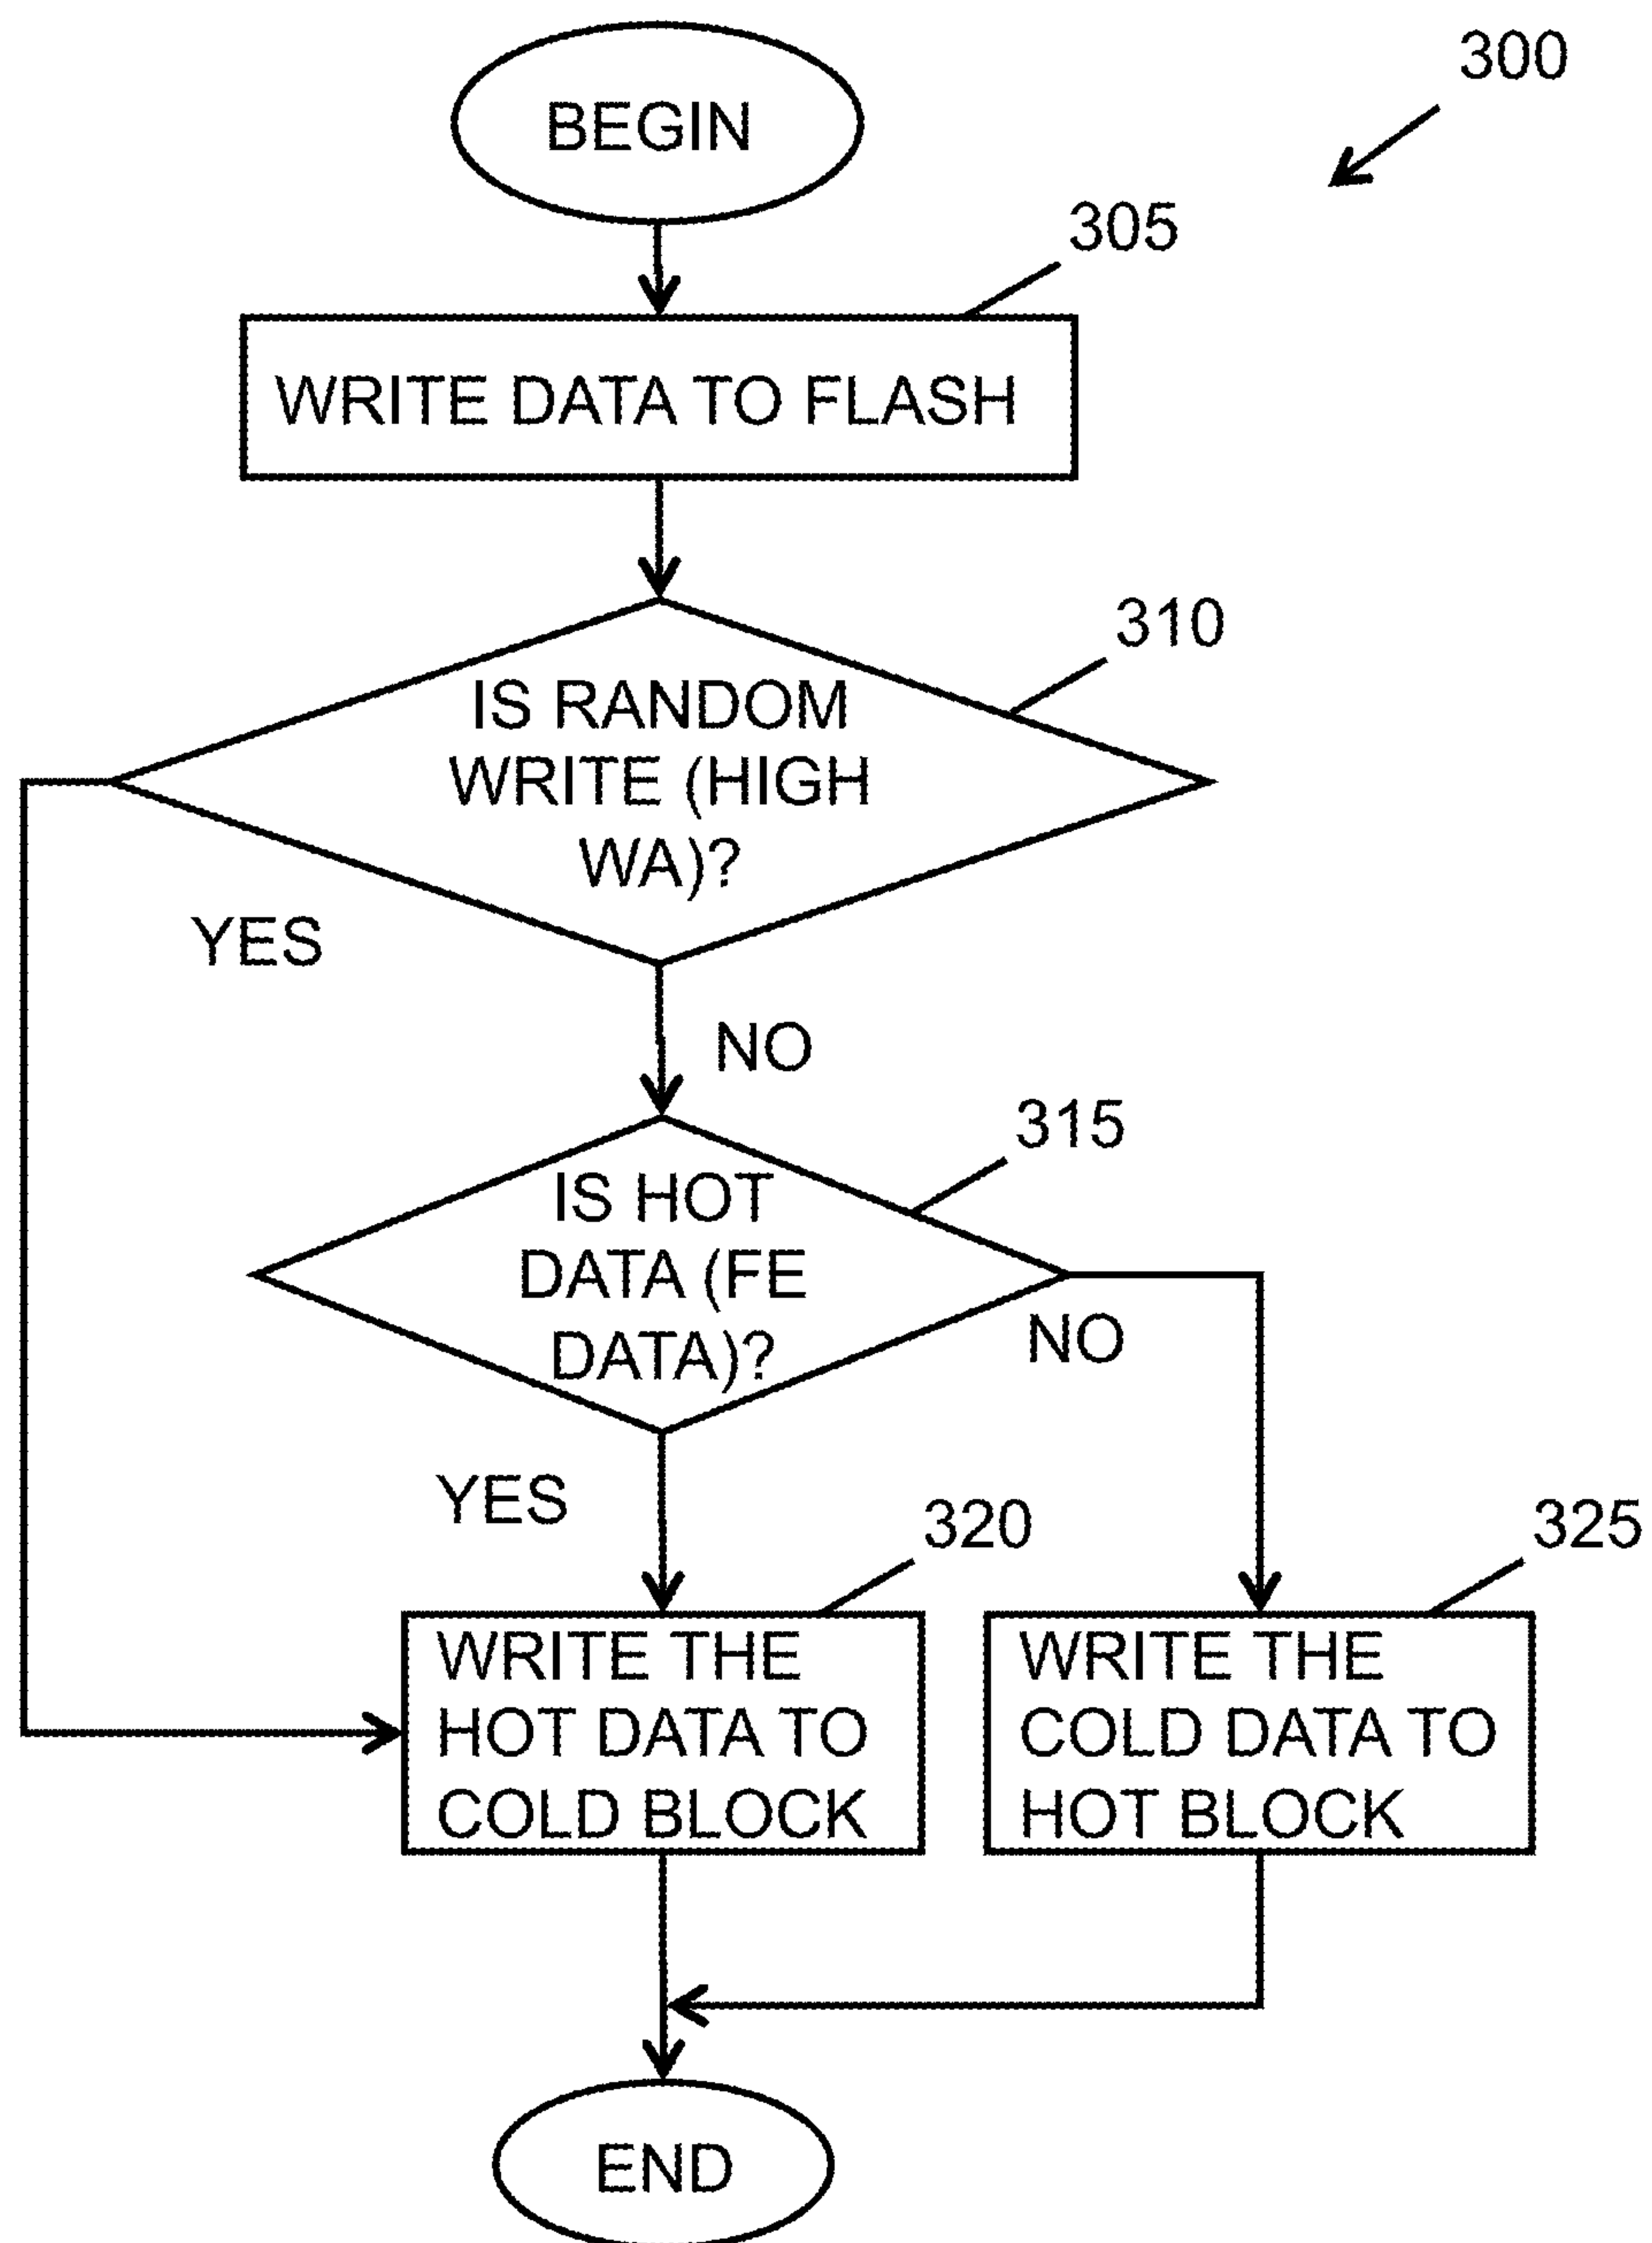 300
BEGIN
305
WRITE DATA TO FLASH
310
IS RANDOM
WRITE (HIGH
WA)?
YES
NO
315
IS HOT
DATA (FE
DATA)?
NO
YES
320
325
WRITE THE
HOT DATA TO
COLD BLOCK
WRITE THE
COLD DATA TO
HOT BLOCK
END